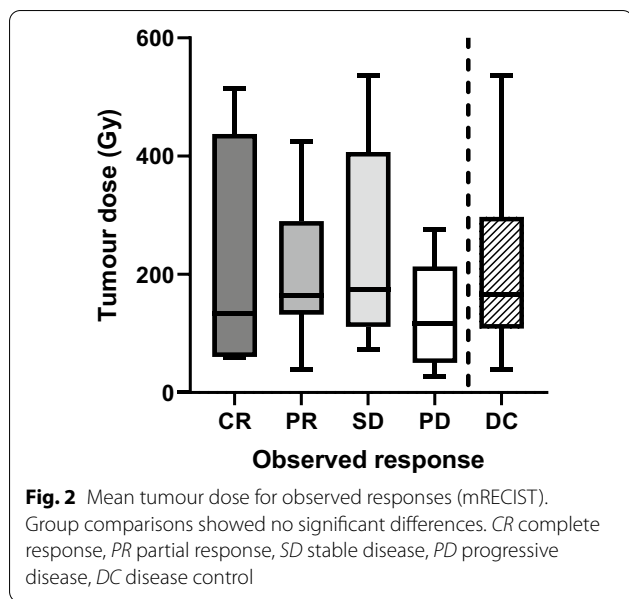 600
400
200
0
Tumour dose (Gy)
CR PR SD PD DC
Observed response
Fig. 2 Mean tumour dose for observed responses (mRECIST).
Group comparisons showed no significant differences. CR complete
response, PR partial response, SD stable disease, PD progressive
disease, DC disease control